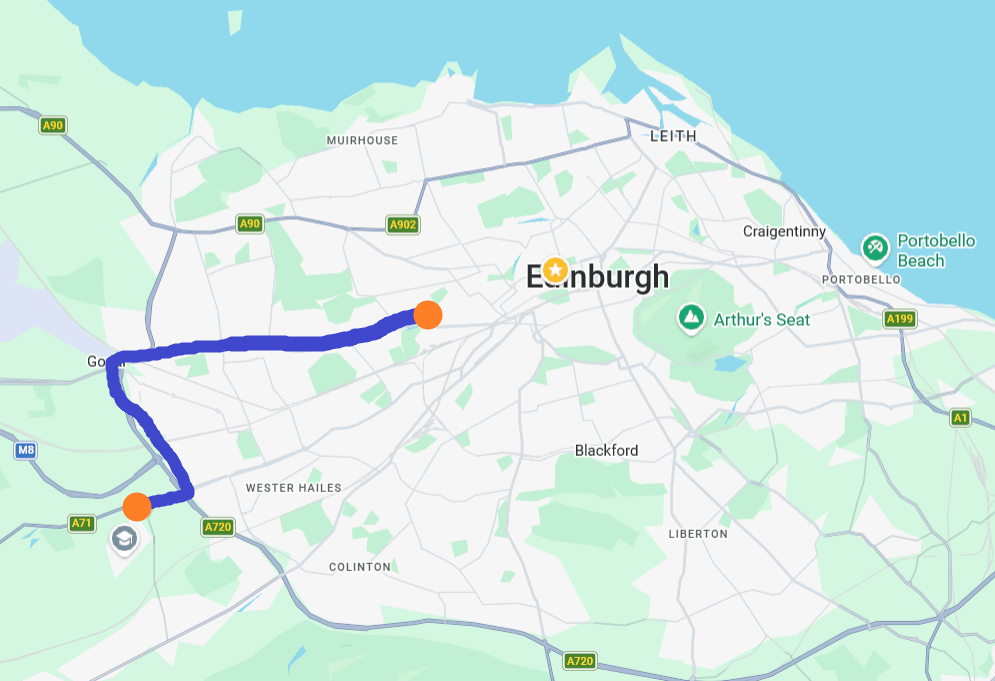 A90
MUIRHOUSE
LEITH
A90
A902
Craigentinny
Portobello
Beach
PORTOBELLO
Edinburgh
Arthur's Seat
A199
A1
Blackford
M8
WESTER HAILES
A71
A720
LIBERTON
COLINTON
A720